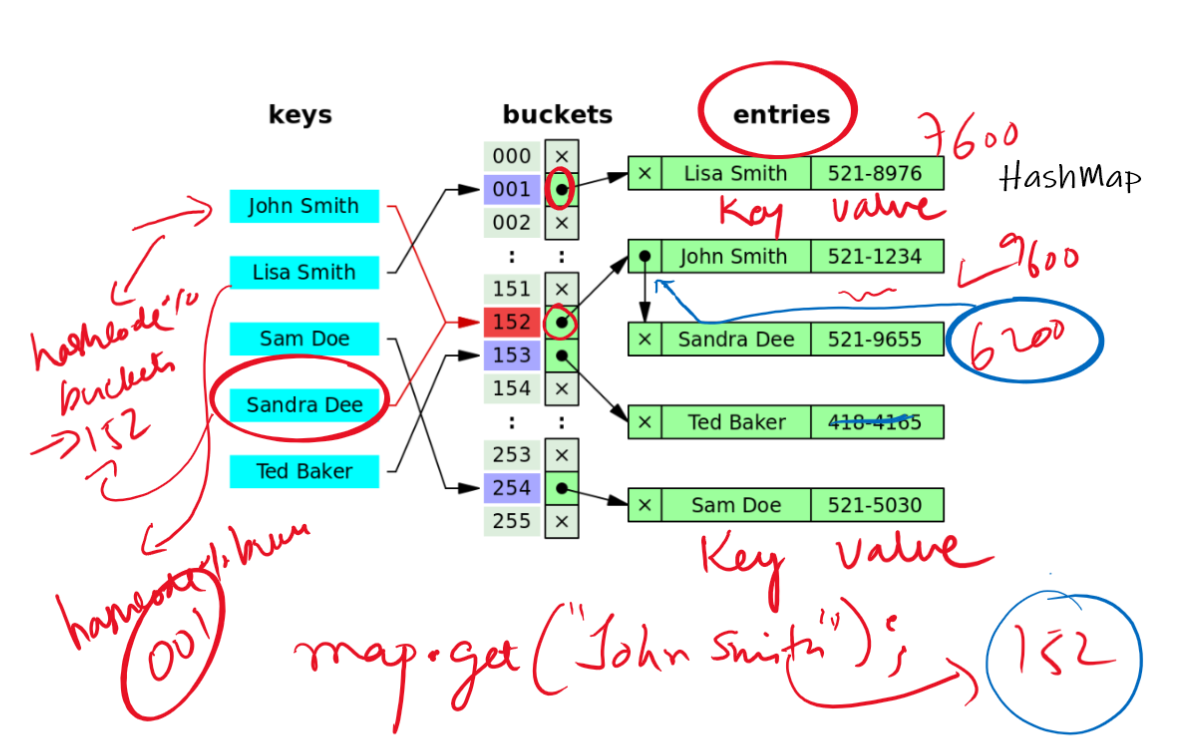 keys
buckets
entries
7600
HashMap
000 ×
001
002 ×
: :
151 ×
152
153
154 ×
: :
253 ×
254
255 ×
John Smith
Lisa Smith
Sam Doe
Sandra Dee
Ted Baker
× Lisa Smith 521-8976
Key value
John Smith 521-1234
9600
× Sandra Dee 521-9655
6200
× Ted Baker 418-4165
× Sam Doe 521-5030
Key value
hashcode %
buckets
→152
hashcode %
001
map.get("John Smith");
152